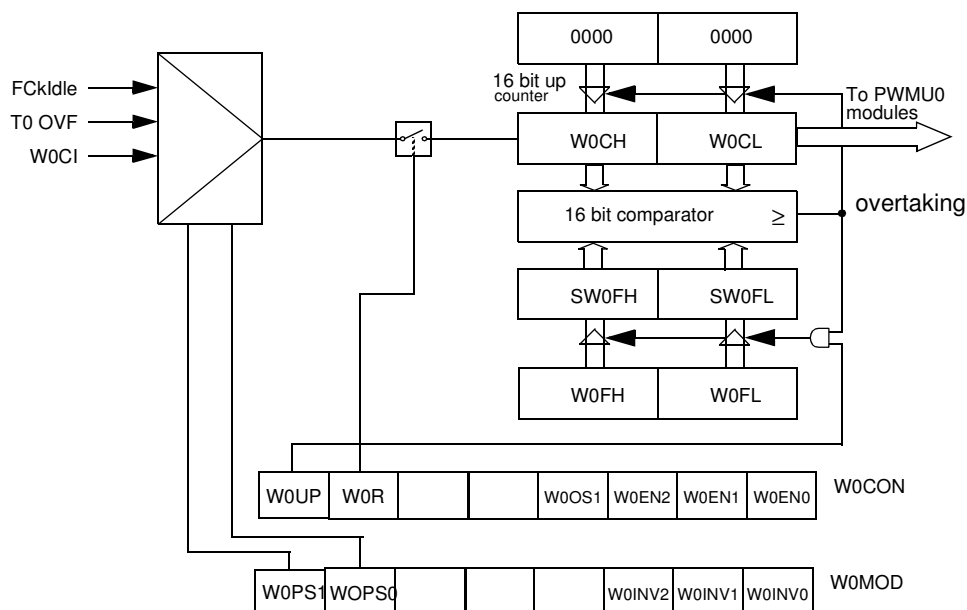 0000 0000
FCkIdle
T0 OVF
W0CI
16 bit up
counter
To PWMU0
modules
W0CH W0CL
16 bit comparator ≥
overtaking
SW0FH SW0FL
W0FH W0FL
W0UP W0R W0OS1 W0EN2 W0EN1 W0EN0 W0CON
W0PS1 WOPS0 W0INV2 W0INV1 W0INV0 W0MOD